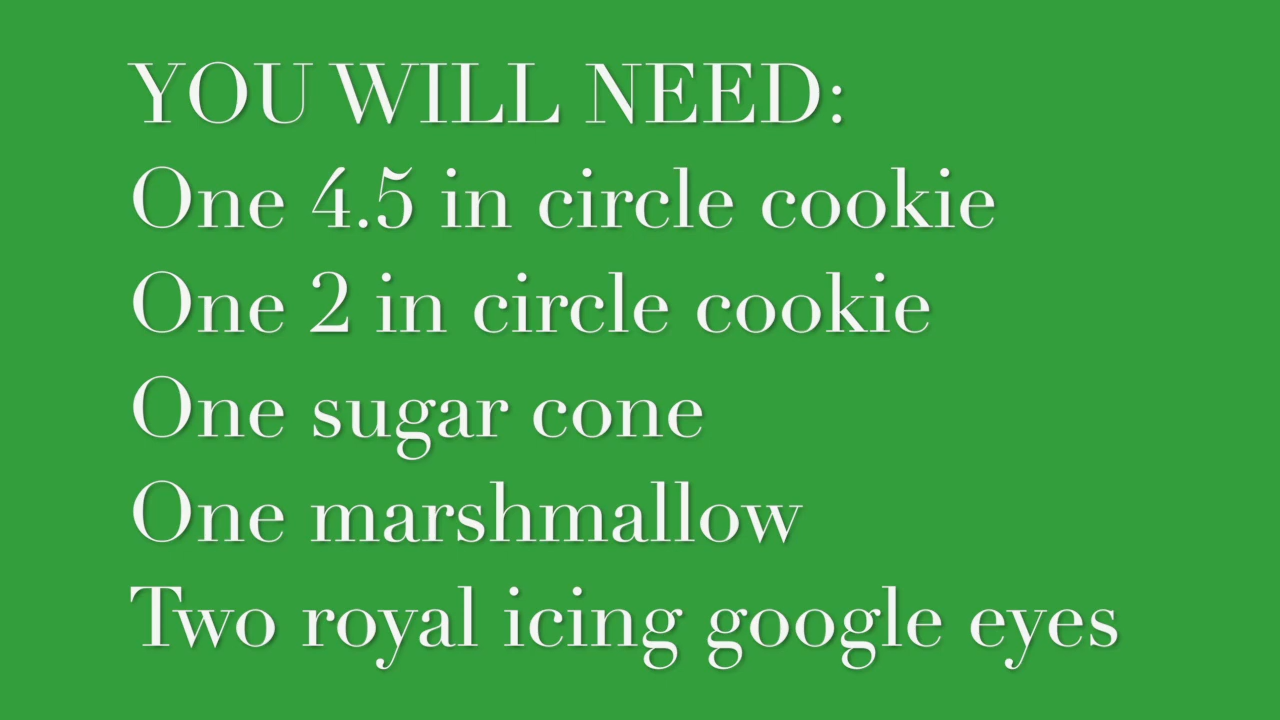 YOU WILL NEED:
One 4.5 in circle cookie
One 2 in circle cookie
One sugar cone
One marshmallow
Two royal icing google eyes